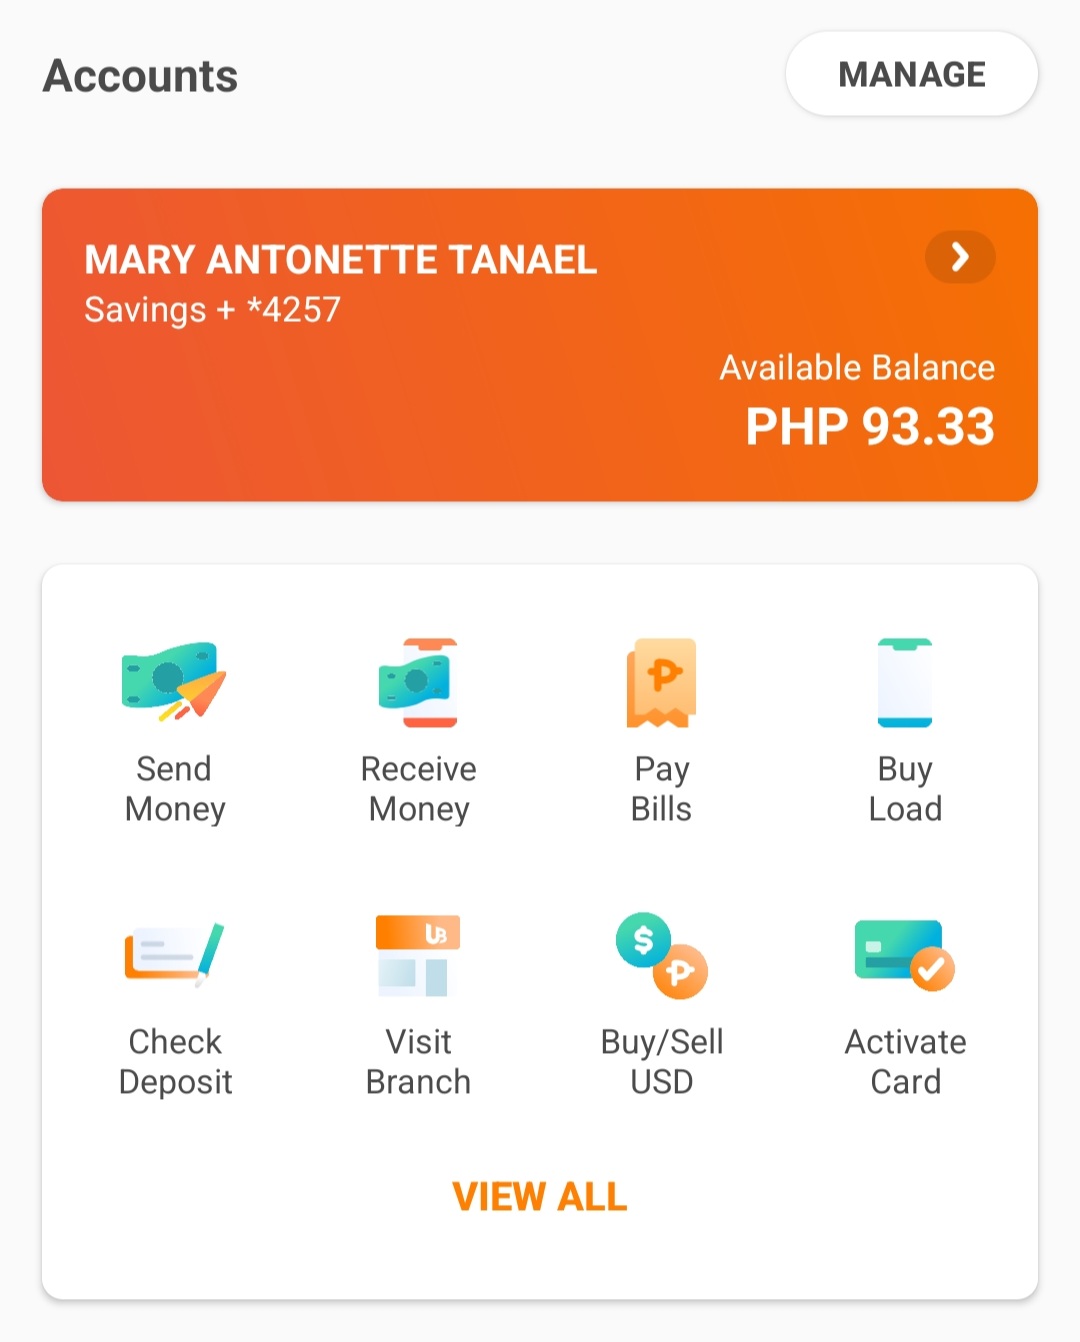 Accounts
MANAGE
MARY ANTONETTE TANAEL
Savings + *4257
Available Balance
PHP 93.33
Send
Money
Receive
Money
Pay
Bills
Buy
Load
Check
Deposit
UB
Visit
Branch
$
Buy/Sell
USD
Activate
Card
VIEW ALL